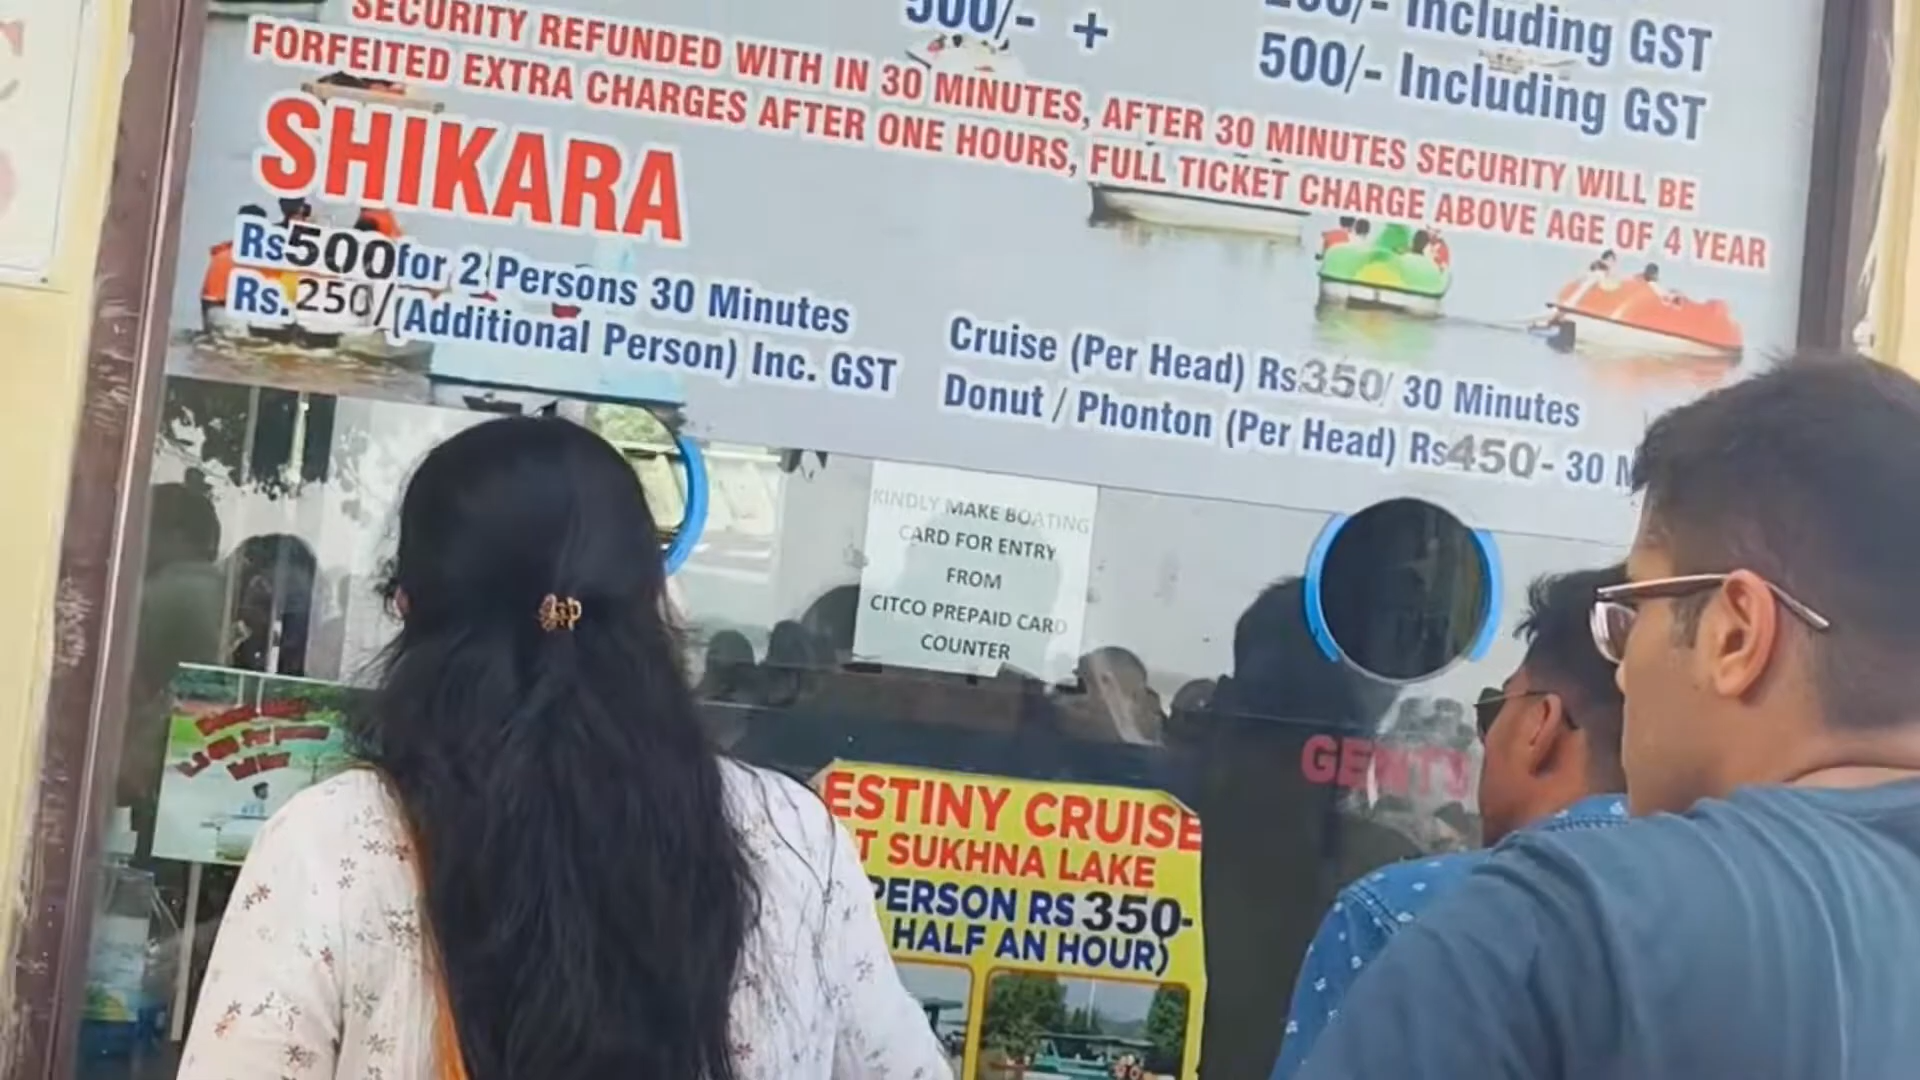 500/- +
Including GST
500/- Including GST
SECURITY REFUNDED WITH IN 30 MINUTES, AFTER 30 MINUTES SECURITY WILL BE
FORFEITED EXTRA CHARGES AFTER ONE HOURS, FULL TICKET CHARGE ABOVE AGE OF 4 YEAR
SHIKARA
Rs500for 2 Persons 30 Minutes
Rs.250/(Additional Person) Inc. GST
Cruise (Per Head) Rs350/ 30 Minutes
Donut / Phonton (Per Head) Rs450/- 30 M
KINDLY MAKE BOATING
CARD FOR ENTRY
FROM
CITCO PREPAID CARD
COUNTER
GENTS
ESTINY CRUISE
T SUKHNA LAKE
PERSON RS 350-
HALF AN HOUR)